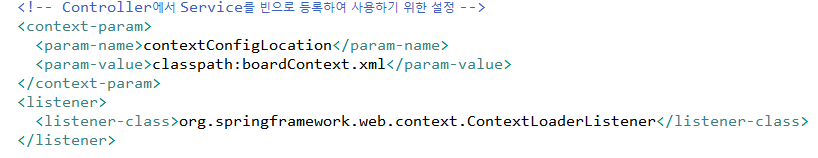 <!-- Controller에서 Service를 빈으로 등록하여 사용하기 위한 설정 -->
<context-param>
<param-name>contextConfigLocation</param-name>
<param-value>classpath:boardContext.xml</param-value>
</context-param>
<listener>
<listener-class>org.springframework.web.context.ContextLoaderListener</listener-class>
</listener>